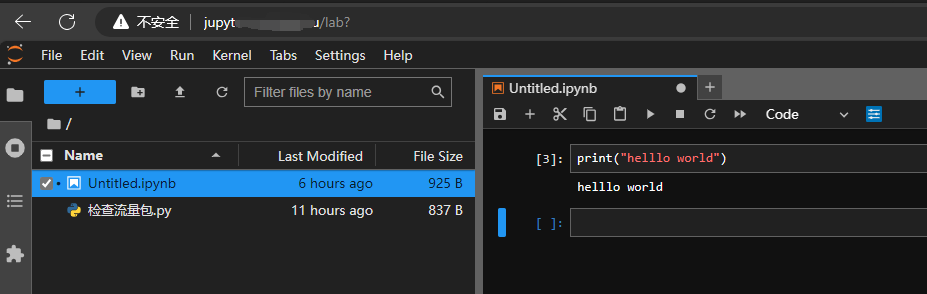 不安全 jupyt u/lab?
File Edit View Run Kernel Tabs Settings Help
Filter files by name
/
Name Last Modified File Size
Untitled.ipynb 6 hours ago 925 B
检查流量包.py 11 hours ago 837 B
Untitled.ipynb
Code
[3]: print("helllo world")
helllo world
[ ]: